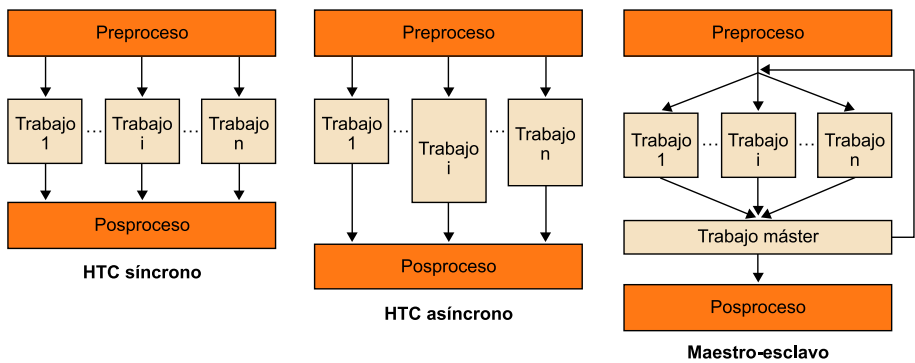 Preproceso
Trabajo
1
...
Trabajo
i
...
Trabajo
n
Posproceso
HTC síncrono
Preproceso
Trabajo
1
...
Trabajo
i
...
Trabajo
n
Posproceso
HTC asíncrono
Preproceso
Trabajo
1
...
Trabajo
i
...
Trabajo
n
Trabajo máster
Posproceso
Maestro-esclavo